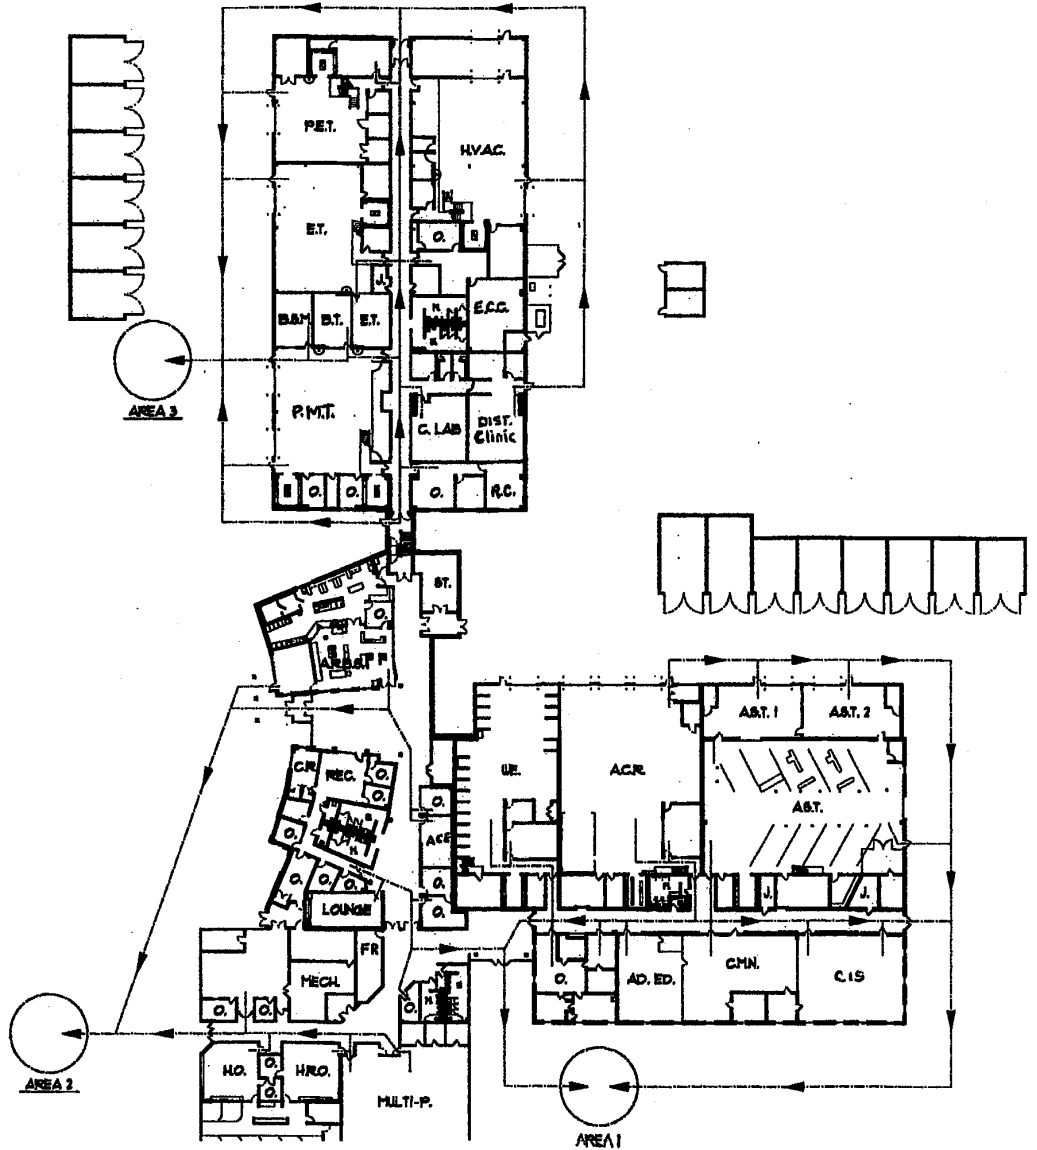 P.E.T.
H.V.A.C.
E.T.
O.
J.
B.B.M.
B.T.
E.T.
M
E.C.G.
AREA 3
P.M.T.
C. LAB
DIST.
Clinic
O.
O.
O.
R.C.
ST.
O.
C.R.
REC.
O.
O.
O.
O.
O.
O.
LOUNGE
O.
ACE
O.
O.
A.C.R.
A.B.T. 1
A.B.T. 2
A.B.T.
J.
J.
FR
MECH.
O.
O.
O.
O.
AD. ED.
C.M.N.
C.I.S
AREA 2
H.O.
O.
O.
H.R.O.
MULTI-P.
AREA 1